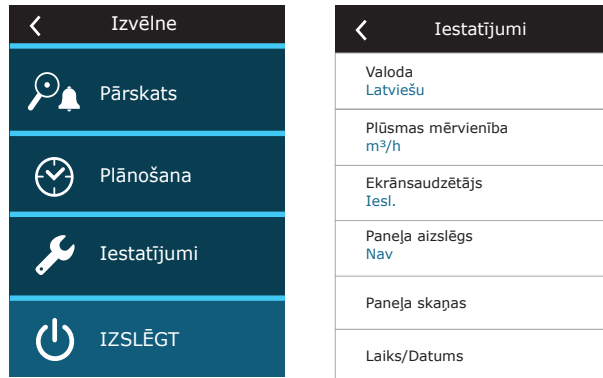 Izvēlne
Pārskats
Plānošana
Iestatījumi
IZSLĒGT
Iestatījumi
Valoda
Latviešu
Plūsmas mērvienība
m³/h
Ekrānsaudzētājs
Iesl.
Paneļa aizslēgs
Nav
Paneļa skaņas
Laiks/Datums